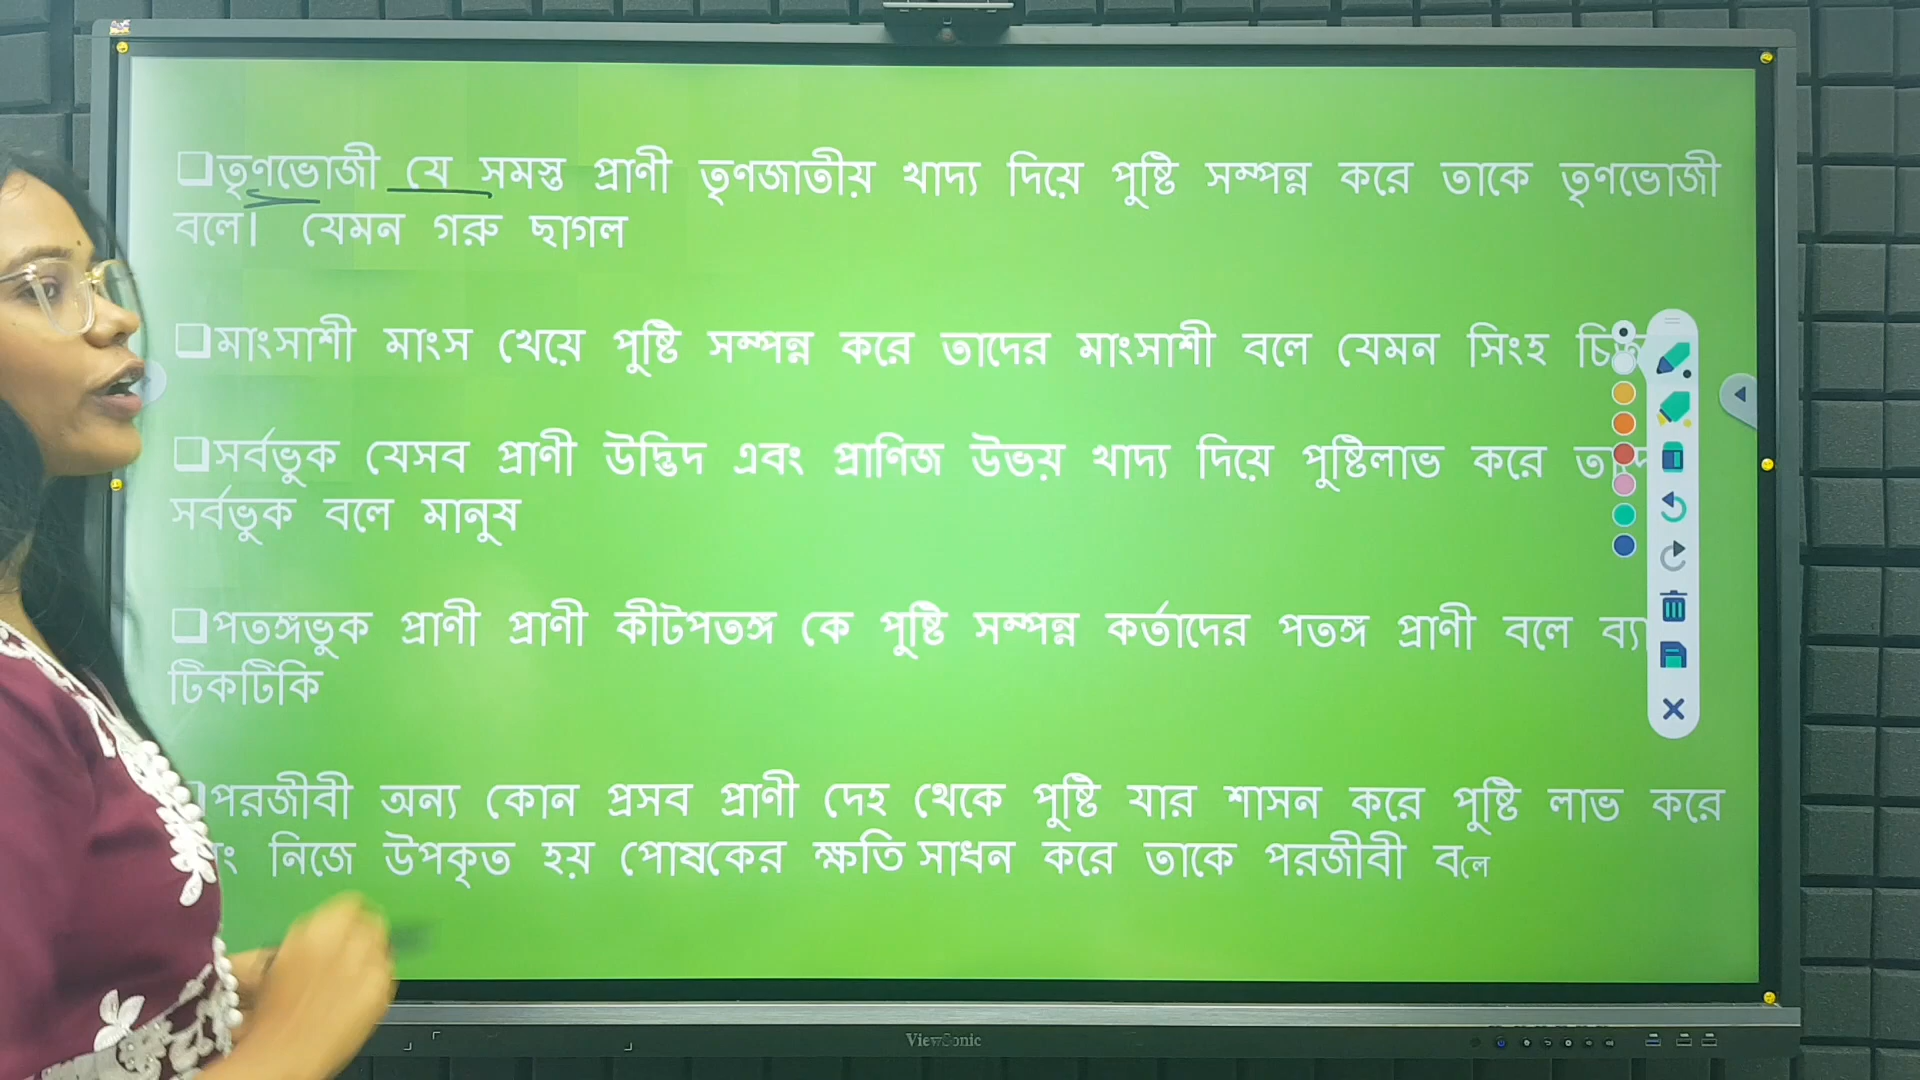 তৃণভোজী যে সমস্ত প্রাণী তৃণজাতীয় খাদ্য দিয়ে পুষ্টি সম্পন্ন করে তাকে তৃণভোজী
বলে। যেমন গরু ছাগল
মাংসাশী মাংস খেয়ে পুষ্টি সম্পন্ন করে তাদের মাংসাশী বলে যেমন সিংহ
সর্বভুক যেসব প্রাণী উদ্ভিদ এবং প্রাণিজ উভয় খাদ্য দিয়ে পুষ্টিলাভ করে
সর্বভুক বলে মানুষ
পতঙ্গভুক প্রাণী প্রাণী কীটপতঙ্গ কে পুষ্টি সম্পন্ন কর্তাদের পতঙ্গ প্রাণী বলে
টিকটিকি
পরজীবী অন্য কোন প্রসব প্রাণী দেহ থেকে পুষ্টি যার শাসন করে পুষ্টি লাভ করে
নিজে উপকৃত হয় পোষকের ক্ষতি সাধন করে তাকে পরজীবী বলে
ViewSonic